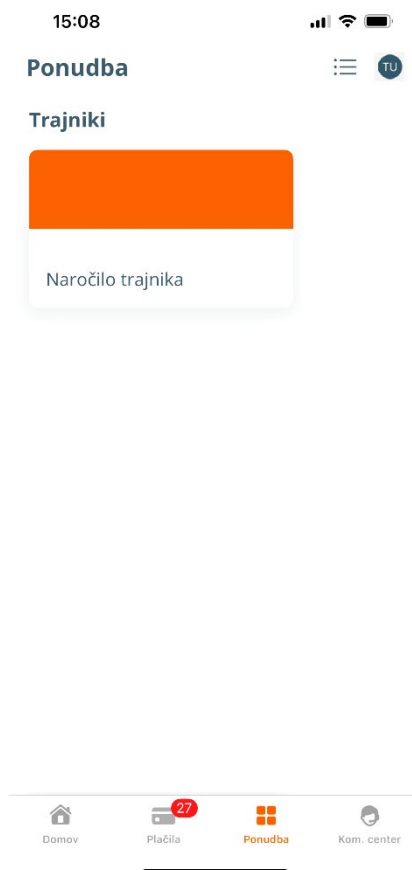 15:08
Ponudba
TU
Trajniki
Naročilo trajnika
27
Domov
Plačila
Ponudba
Kom. center